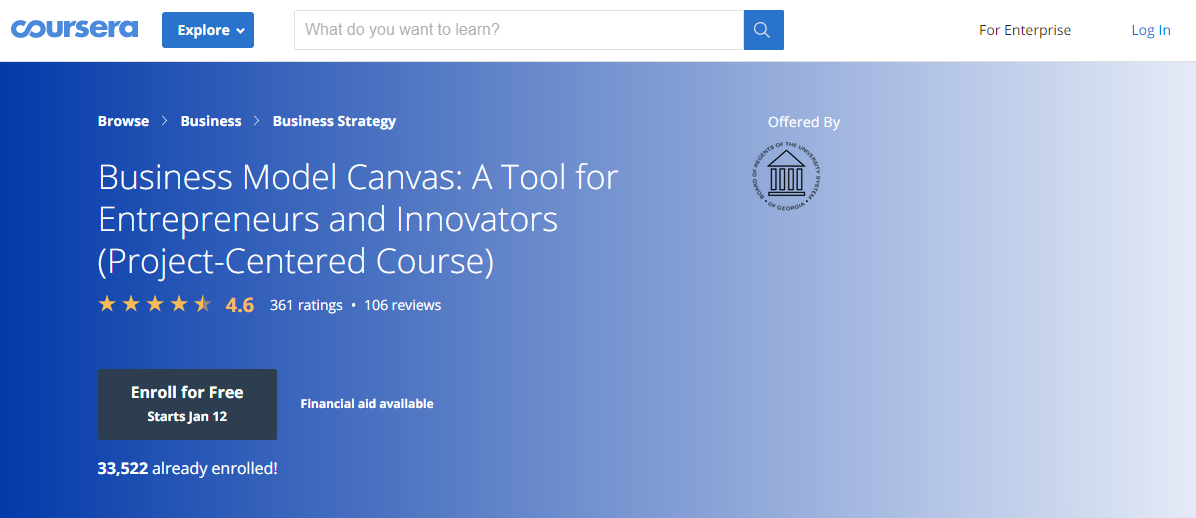 coursera
Explore
What do you want to learn?
For Enterprise
Log In
Browse > Business > Business Strategy
Offered By
BOARD OF REGENTS OF THE UNIVERSITY SYSTEM • OF GEORGIA •
Business Model Canvas: A Tool for
Entrepreneurs and Innovators
(Project-Centered Course)
4.6 361 ratings • 106 reviews
Enroll for Free
Starts Jan 12
Financial aid available
33,522 already enrolled!